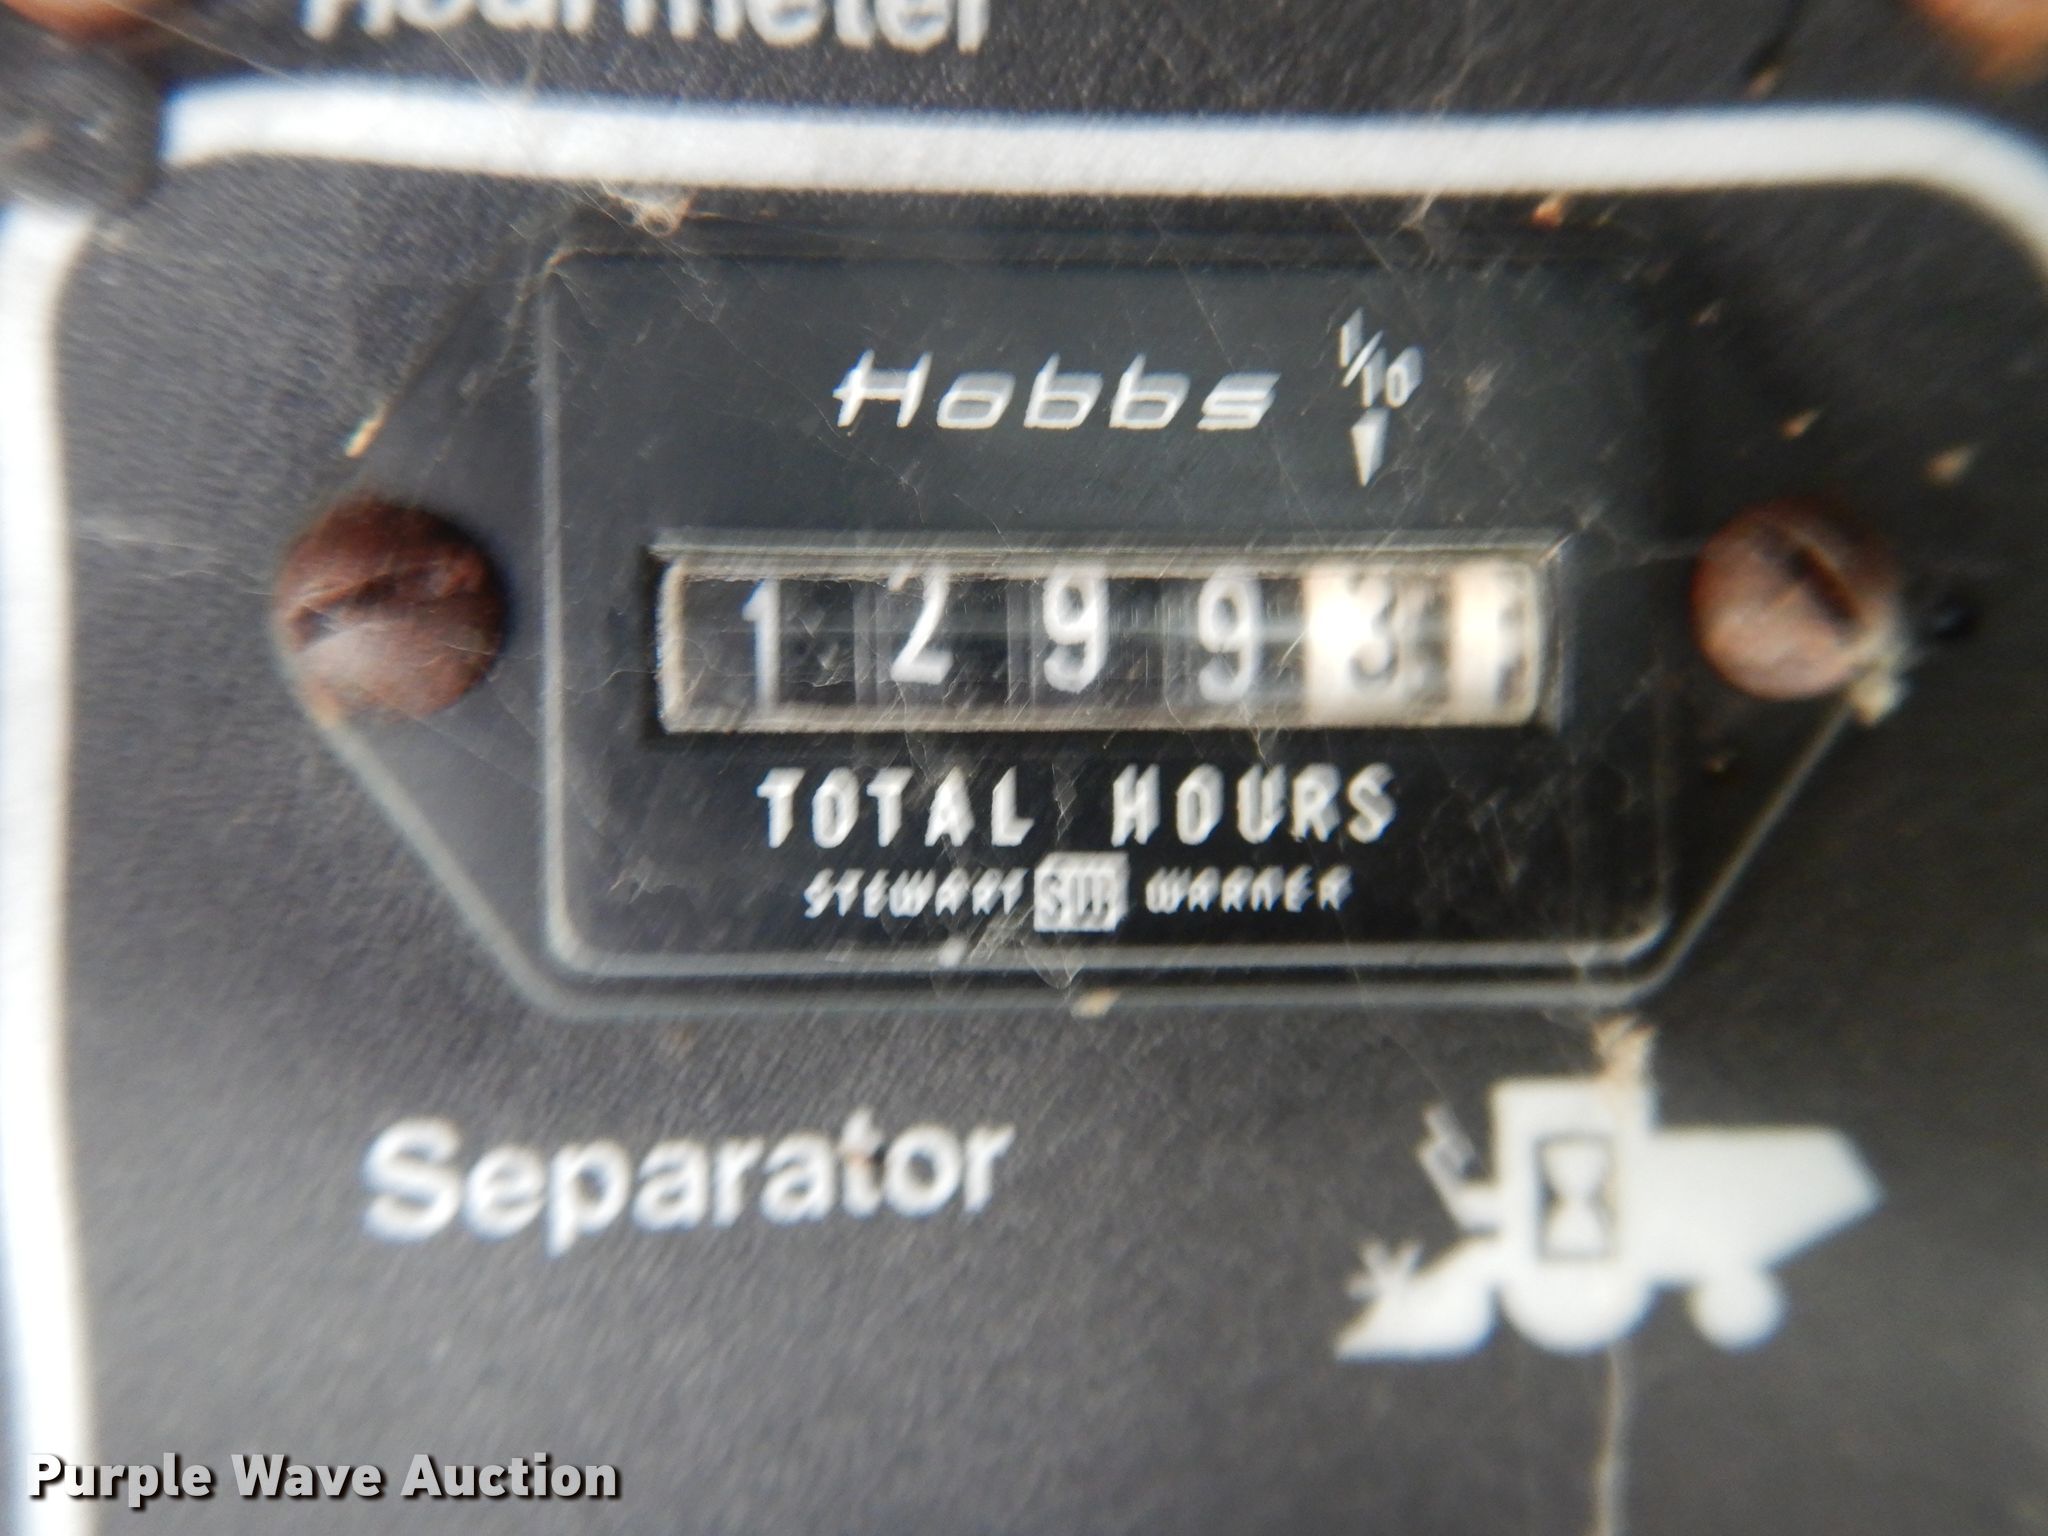 Hourmeter
Hobbs 1/10
1 2 9 9 3
TOTAL HOURS
STEWART SW WARNER
Separator
Purple Wave Auction